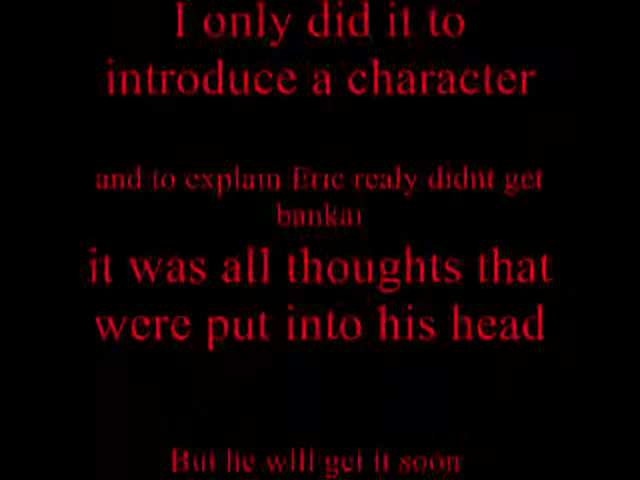 I only did it to
introduce a character
and to explain Eric realy didnt get
bankai
it was all thoughts that
were put into his head
But he will get it soon